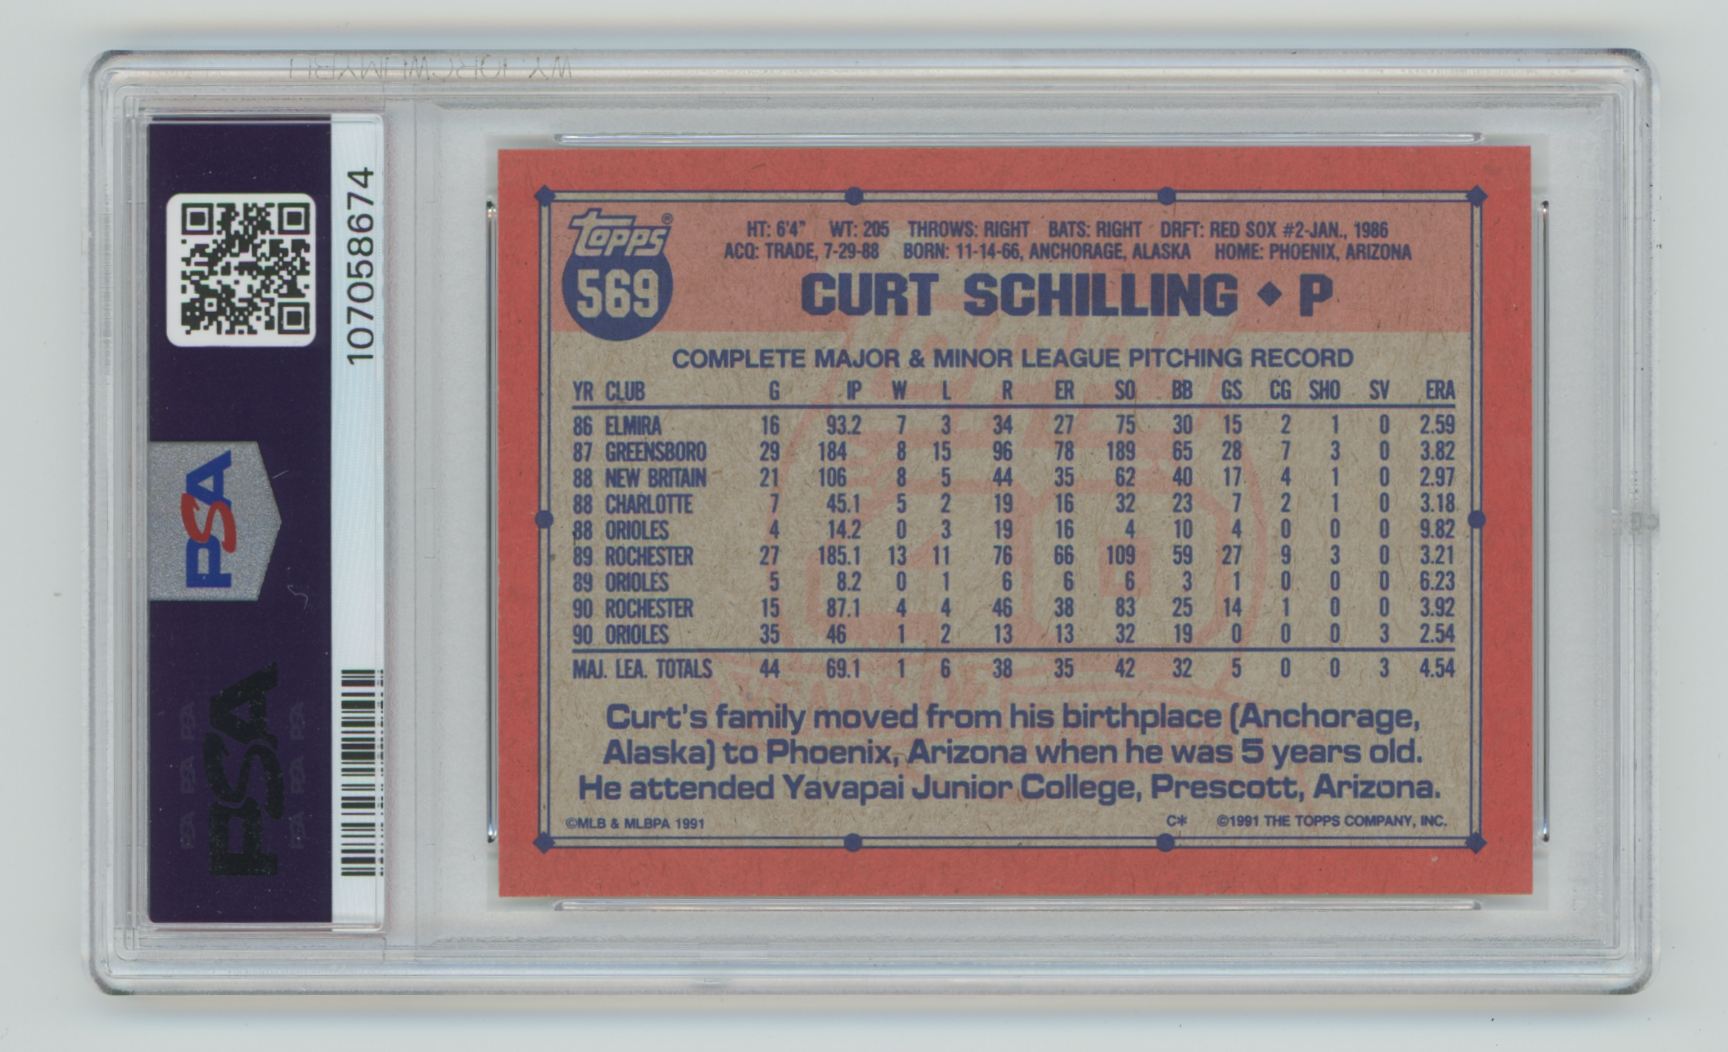 107058674
PSA
PSA
Topps®
569
HT: 6'4" WT: 205 THROWS: RIGHT BATS: RIGHT DRFT: RED SOX #2-JAN., 1986
ACQ: TRADE, 7-29-88 BORN: 11-14-66, ANCHORAGE, ALASKA HOME: PHOENIX, ARIZONA
CURT SCHILLING ◆ P
COMPLETE MAJOR & MINOR LEAGUE PITCHING RECORD
YR CLUB G IP W L R ER SO BB GS CG SHO SV ERA
86 ELMIRA 16 93.2 7 3 34 27 75 30 15 2 1 0 2.59
87 GREENSBORO 29 184 8 15 96 78 189 65 28 7 3 0 3.82
88 NEW BRITAIN 21 106 8 5 44 35 62 40 17 4 1 0 2.97
88 CHARLOTTE 7 45.1 5 2 19 16 32 23 7 2 1 0 3.18
88 ORIOLES 4 14.2 0 3 19 16 4 10 4 0 0 0 9.82
89 ROCHESTER 27 185.1 13 11 76 66 109 59 27 9 3 0 3.21
89 ORIOLES 5 8.2 0 1 6 6 6 3 1 0 0 0 6.23
90 ROCHESTER 15 87.1 4 4 46 38 83 25 14 1 0 0 3.92
90 ORIOLES 35 46 1 2 13 13 32 19 0 0 0 3 2.54
MAJ. LEA. TOTALS 44 69.1 1 6 38 35 42 32 5 0 0 3 4.54
Curt's family moved from his birthplace (Anchorage,
Alaska) to Phoenix, Arizona when he was 5 years old.
He attended Yavapai Junior College, Prescott, Arizona.
©MLB & MLBPA 1991 C* ©1991 THE TOPPS COMPANY, INC.